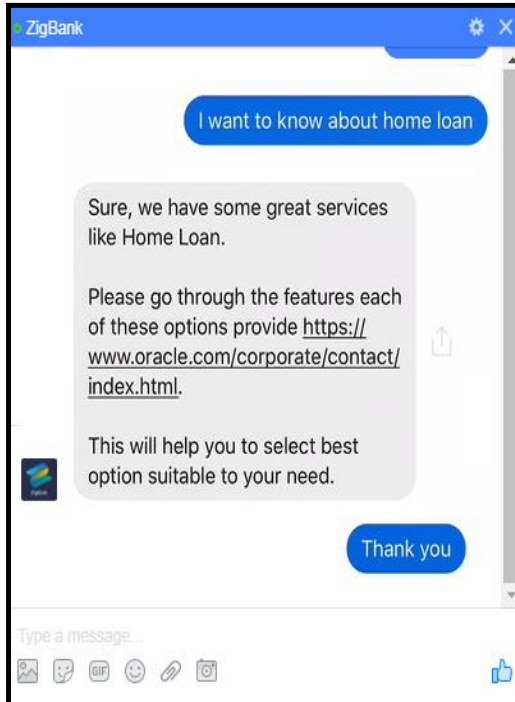 ZigBank
I want to know about home loan
Sure, we have some great services
like Home Loan.
Please go through the features each
of these options provide https://
www.oracle.com/corporate/contact/
index.html.
This will help you to select best
option suitable to your need.
Thank you
Type a message...
GIF